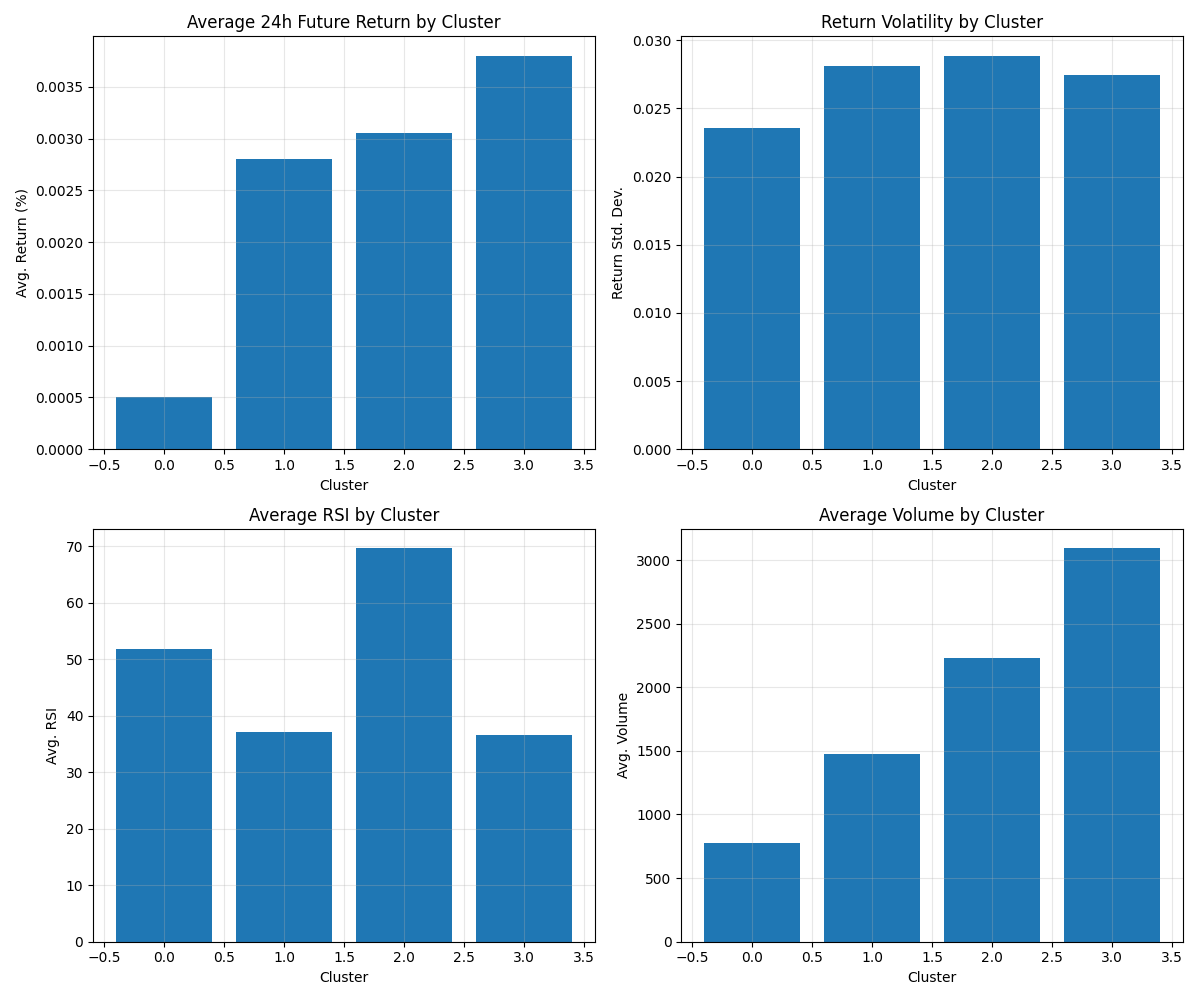 Average 24h Future Return by Cluster
Avg. Return (%)
0.0035
0.0030
0.0025
0.0020
0.0015
0.0010
0.0005
0.0000
−0.5 0.0 0.5 1.0 1.5 2.0 2.5 3.0 3.5
Cluster
Return Volatility by Cluster
Return Std. Dev.
0.030
0.025
0.020
0.015
0.010
0.005
0.000
−0.5 0.0 0.5 1.0 1.5 2.0 2.5 3.0 3.5
Cluster
Average RSI by Cluster
Avg. RSI
70
60
50
40
30
20
10
0
−0.5 0.0 0.5 1.0 1.5 2.0 2.5 3.0 3.5
Cluster
Average Volume by Cluster
Avg. Volume
3000
2500
2000
1500
1000
500
0
−0.5 0.0 0.5 1.0 1.5 2.0 2.5 3.0 3.5
Cluster